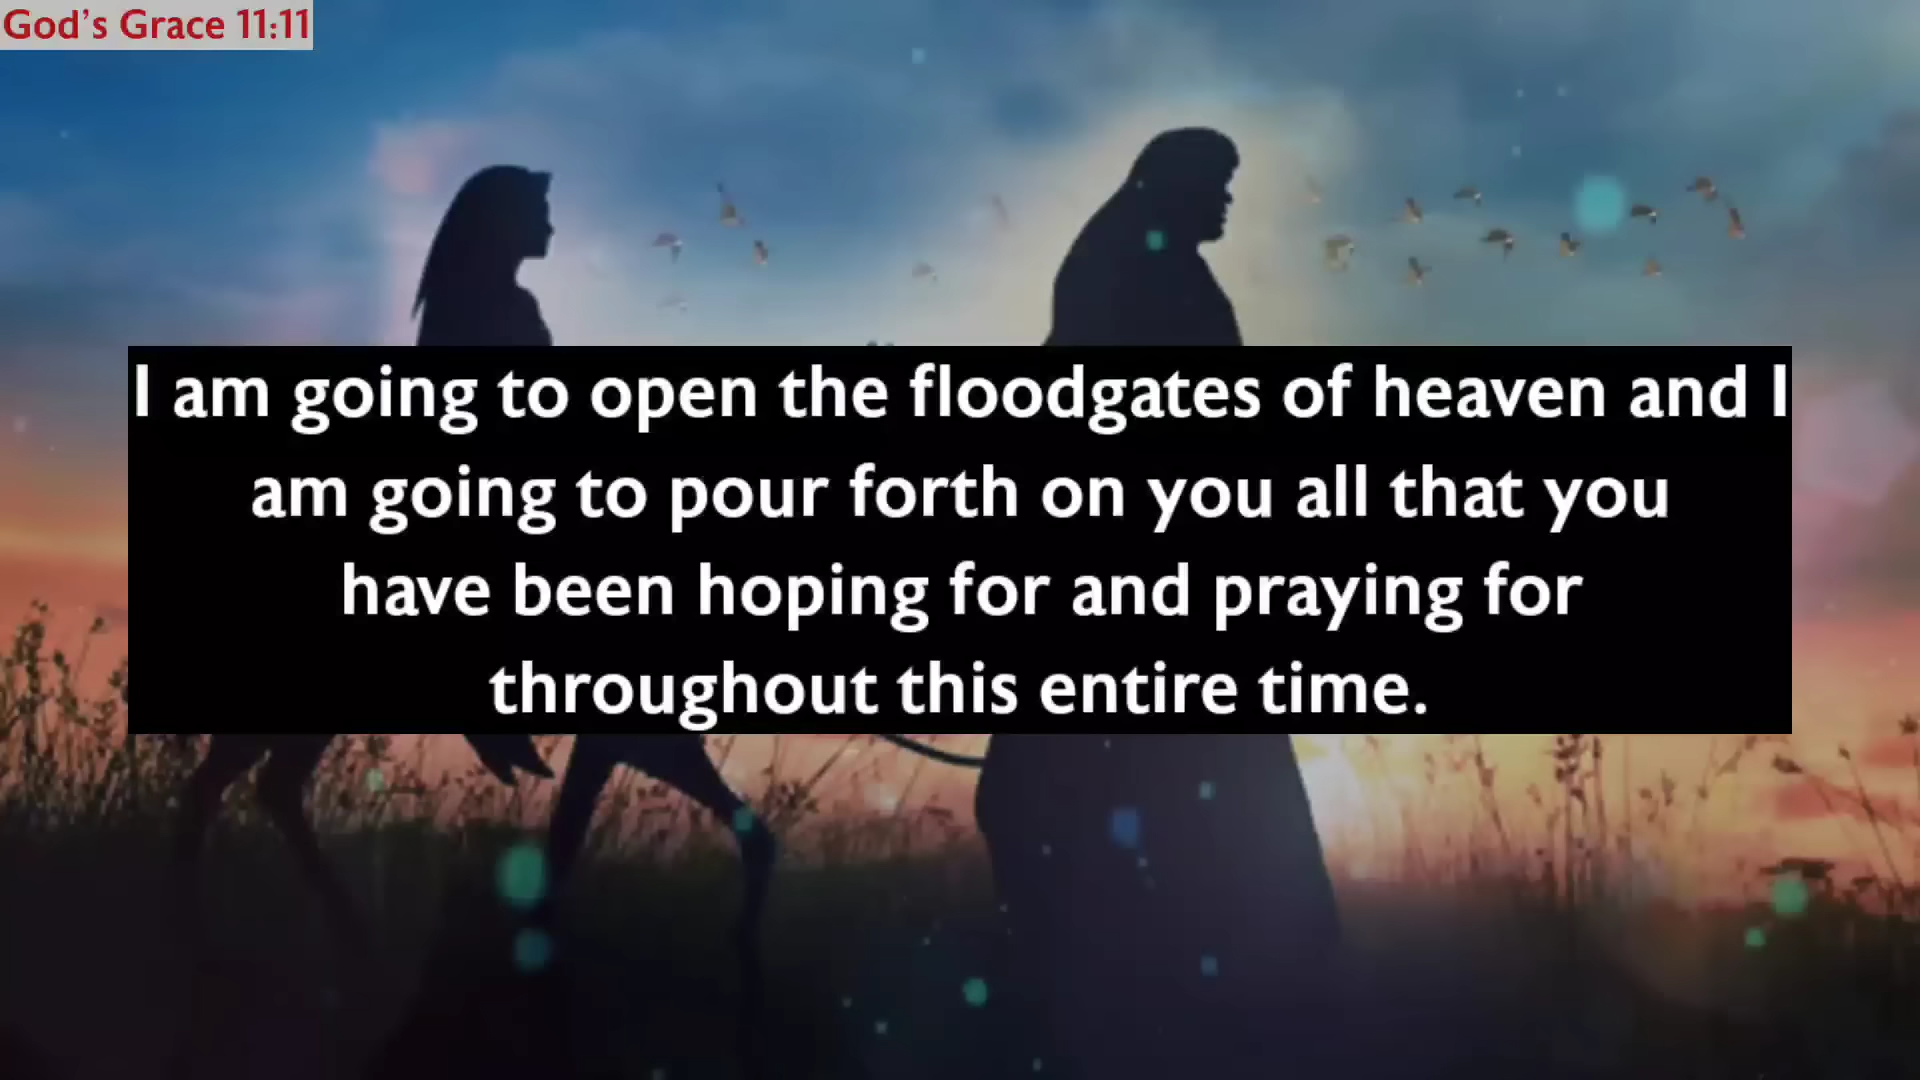 God's Grace 11:11
I am going to open the floodgates of heaven and I
am going to pour forth on you all that you
have been hoping for and praying for
throughout this entire time.